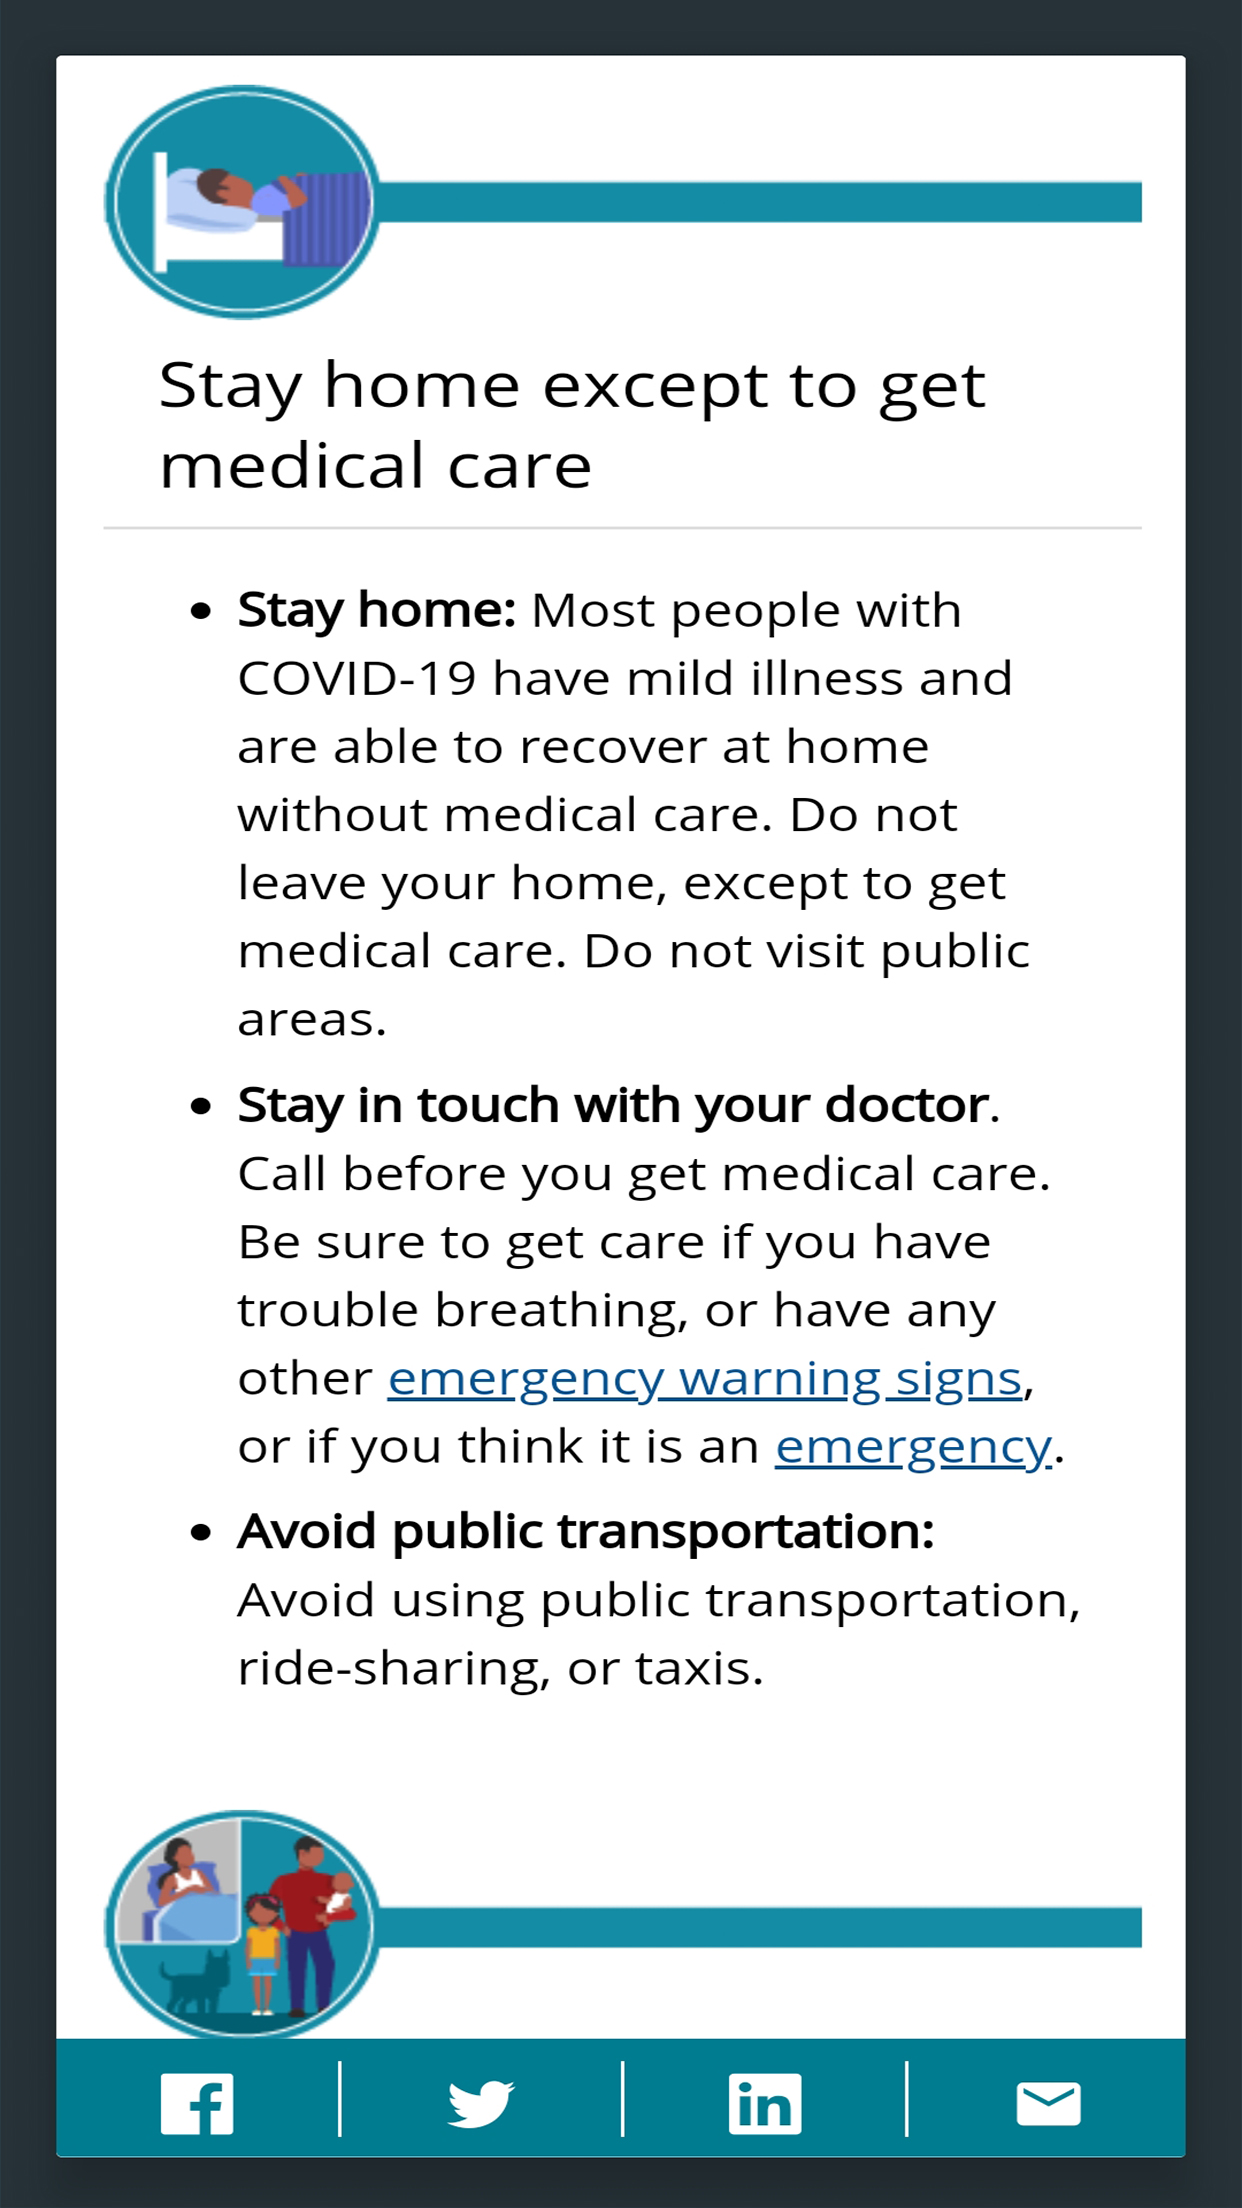 Stay home except to get
medical care
• Stay home: Most people with
COVID-19 have mild illness and
are able to recover at home
without medical care. Do not
leave your home, except to get
medical care. Do not visit public
areas.
• Stay in touch with your doctor.
Call before you get medical care.
Be sure to get care if you have
trouble breathing, or have any
other emergency warning signs,
or if you think it is an emergency.
• Avoid public transportation:
Avoid using public transportation,
ride-sharing, or taxis.